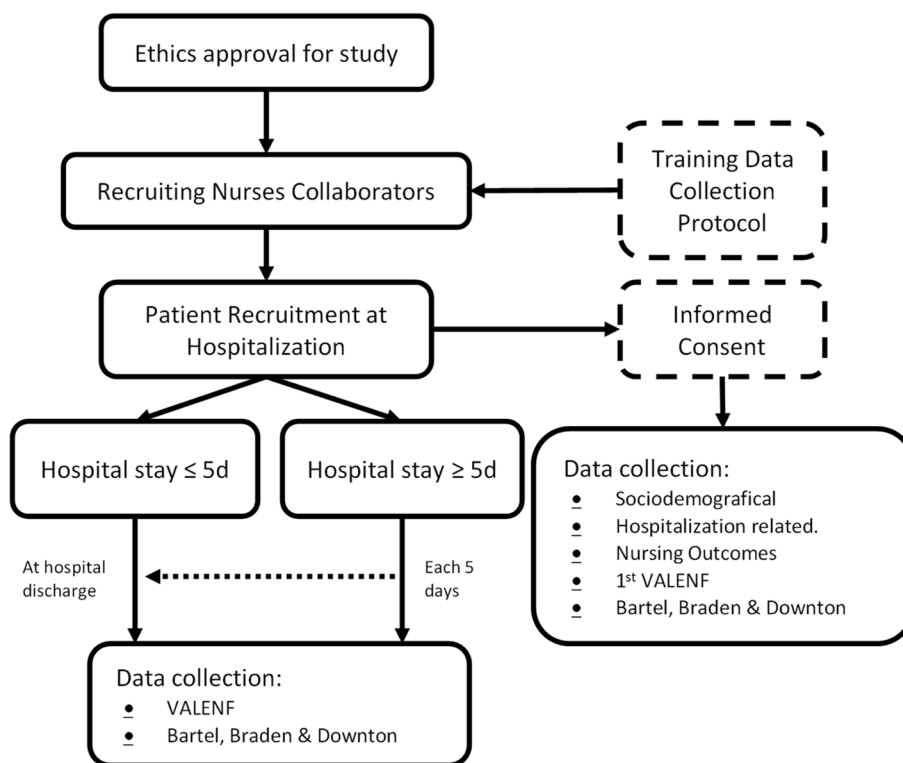 Ethics approval for study
Recruiting Nurses Collaborators
Training Data
Collection
Protocol
Patient Recruitment at
Hospitalization
Informed
Consent
Hospital stay ≤ 5d
Hospital stay ≥ 5d
Data collection:
• Sociodemografical
• Hospitalization related.
• Nursing Outcomes
• 1st VALENF
• Bartel, Braden & Downton
At hospital
discharge
Each 5
days
Data collection:
• VALENF
• Bartel, Braden & Downton